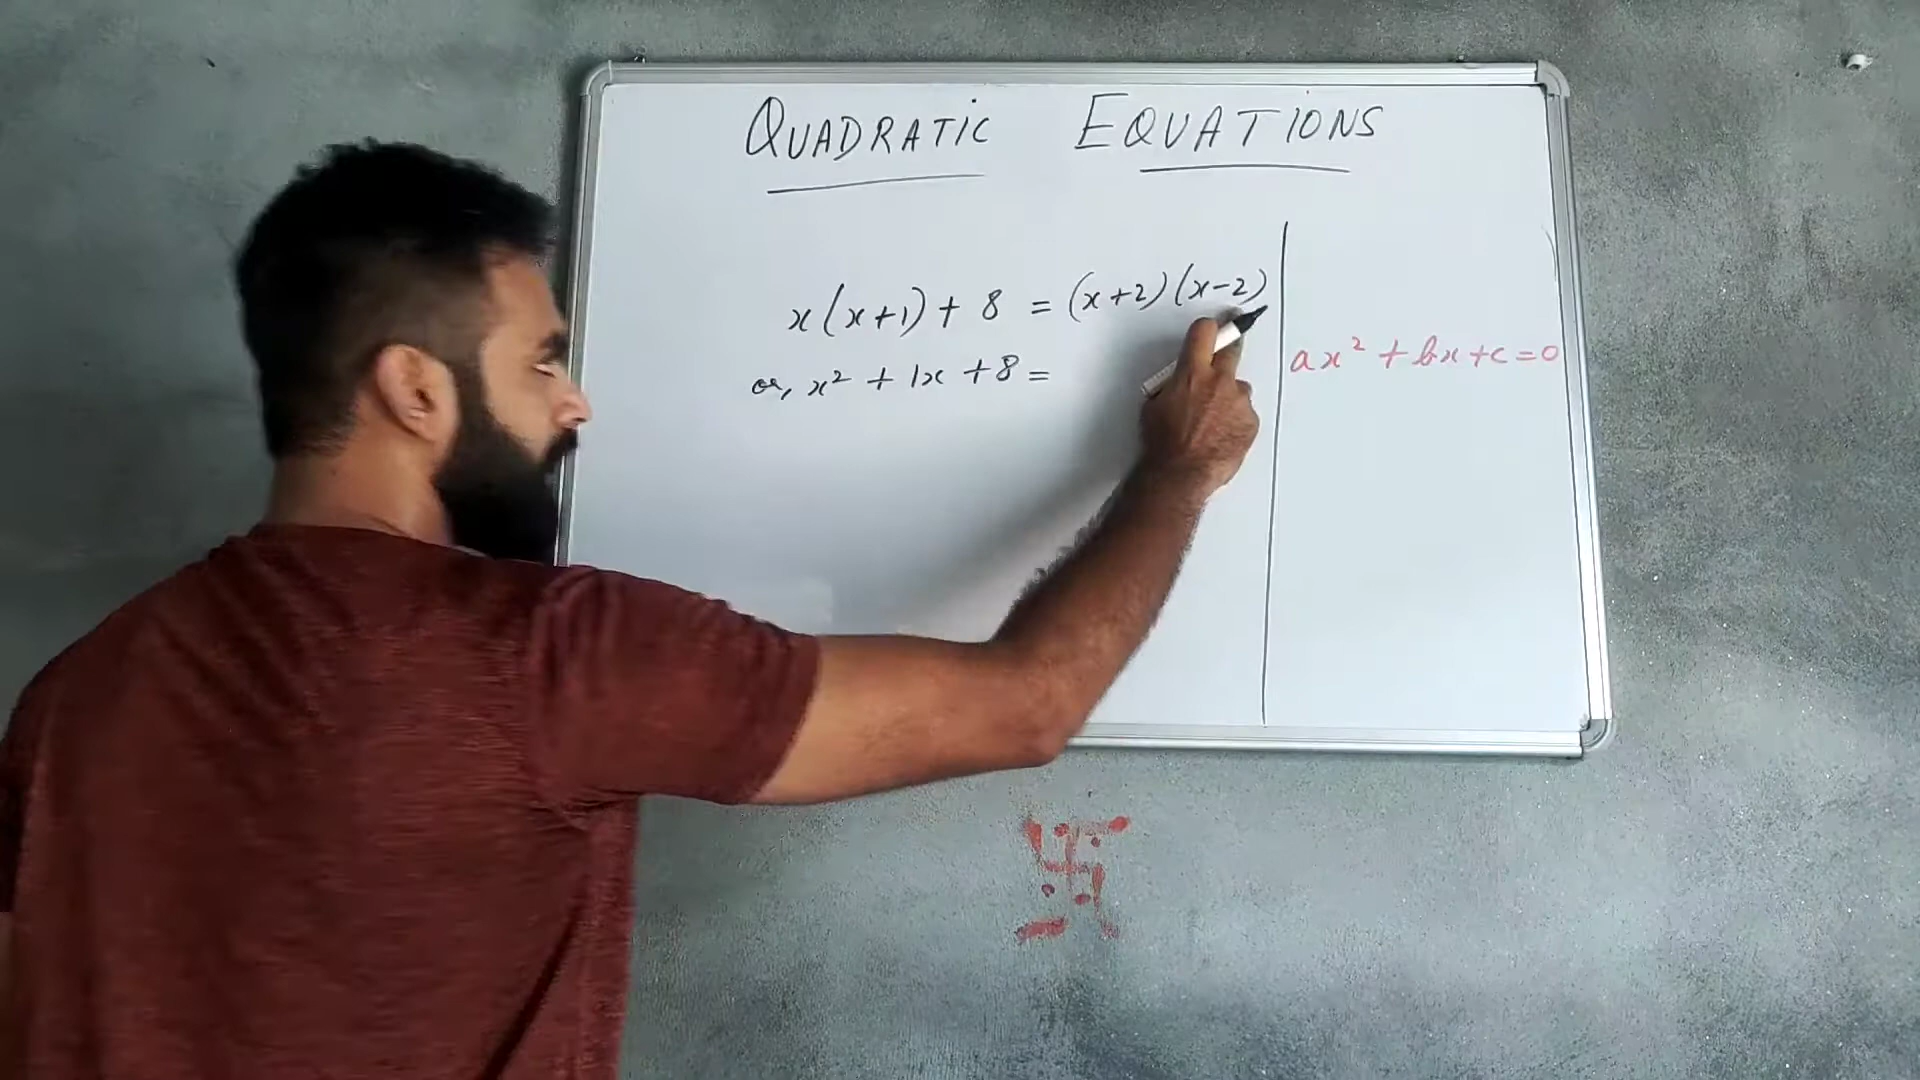 QUADRATIC EQUATIONS
x(x+1)+ 8 = (x+2)(x-2)
or, x² + 1x + 8 =
ax² + bx + c = 0